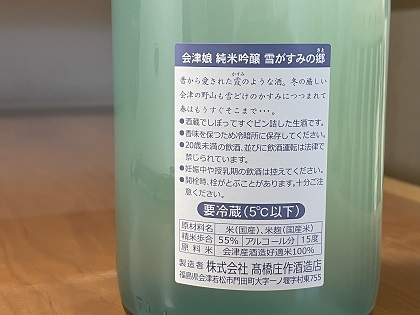 会津娘 純米吟醸 雪がすみの郷
さと
昔から愛された霞のような酒。冬の厳しい
かすみ
会津の野山も雪どけのかすみにつつまれて
春はもうすぐそこまで・・・。
●酒蔵でしぼってすぐビン詰した生酒です。
●香味を保つため冷暗所に保存してください。
●20歳未満の飲酒、並びに飲酒運転は法律で
禁じられています。
●妊娠中や授乳期の飲酒は控えてください。
●開栓時、栓がとぶことがあります。十分ご注
意ください。
要冷蔵(5℃以下)
原材料名 米(国産)、米麹(国産米)
精米歩合 55% アルコール分 15度
原料米 会津産酒造好適米100%
製造者 株式会社 髙橋庄作酒造店
福島県会津若松市門田町大字一ノ堰字村東755